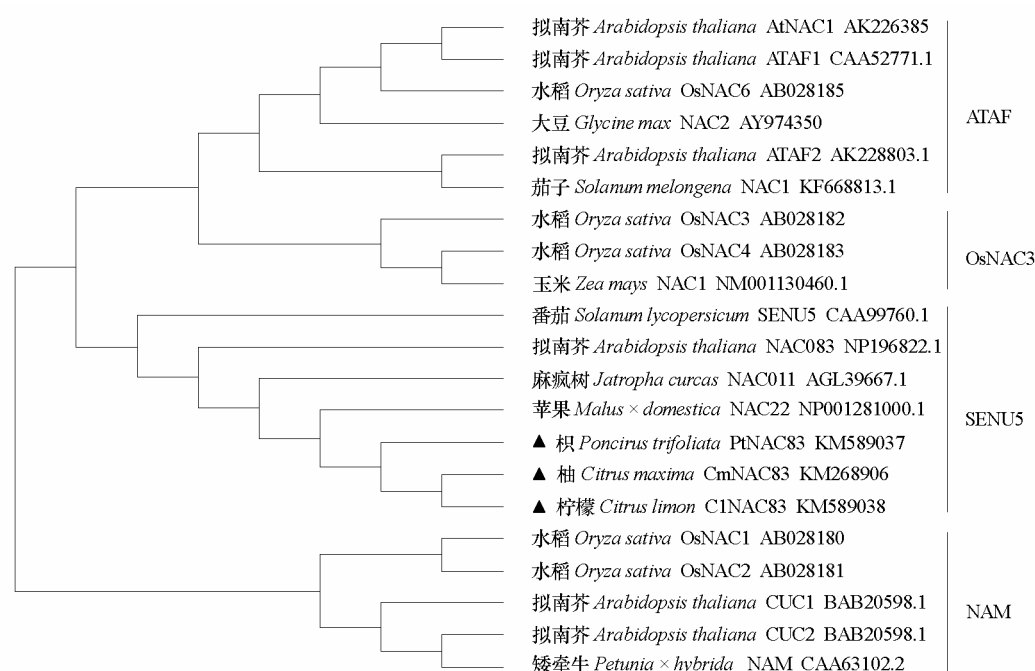 拟南芥 Arabidopsis thaliana AtNAC1 AK226385
拟南芥 Arabidopsis thaliana ATAF1 CAA52771.1
水稻 Oryza sativa OsNAC6 AB028185
大豆 Glycine max NAC2 AY974350
拟南芥 Arabidopsis thaliana ATAF2 AK228803.1
茄子 Solanum melongena NAC1 KF668813.1
ATAF
水稻 Oryza sativa OsNAC3 AB028182
水稻 Oryza sativa OsNAC4 AB028183
玉米 Zea mays NAC1 NM001130460.1
OsNAC3
番茄 Solanum lycopersicum SENU5 CAA99760.1
拟南芥 Arabidopsis thaliana NAC083 NP196822.1
麻疯树 Jatropha curcas NAC011 AGL39667.1
苹果 Malus × domestica NAC22 NP001281000.1
▲ 枳 Poncirus trifoliata PtNAC83 KM589037
▲ 柚 Citrus maxima CmNAC83 KM268906
▲ 柠檬 Citrus limon C1NAC83 KM589038
SENU5
水稻 Oryza sativa OsNAC1 AB028180
水稻 Oryza sativa OsNAC2 AB028181
拟南芥 Arabidopsis thaliana CUC1 BAB20598.1
拟南芥 Arabidopsis thaliana CUC2 BAB20598.1
矮牵牛 Petunia × hybrida NAM CAA63102.2
NAM